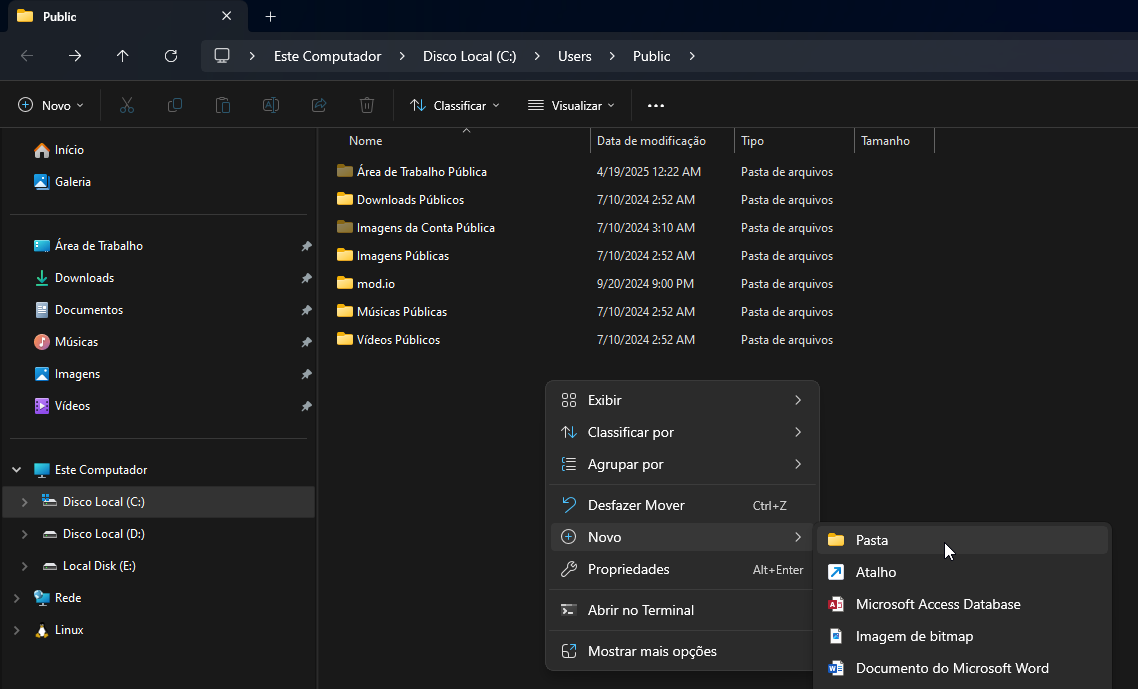 Public
Este Computador
Disco Local (C:)
Users
Public
Novo
Classificar
Visualizar
Início
Galeria
Área de Trabalho
Downloads
Documentos
Músicas
Imagens
Vídeos
Este Computador
Disco Local (C:)
Disco Local (D:)
Local Disk (E:)
Rede
Linux
Nome Data de modificação Tipo Tamanho
Área de Trabalho Pública 4/19/2025 12:22 AM Pasta de arquivos
Downloads Públicos 7/10/2024 2:52 AM Pasta de arquivos
Imagens da Conta Pública 7/10/2024 3:10 AM Pasta de arquivos
Imagens Públicas 7/10/2024 2:52 AM Pasta de arquivos
mod.io 9/20/2024 9:00 PM Pasta de arquivos
Músicas Públicas 7/10/2024 2:52 AM Pasta de arquivos
Vídeos Públicos 7/10/2024 2:52 AM Pasta de arquivos
Exibir
Classificar por
Agrupar por
Desfazer Mover Ctrl+Z
Novo
Propriedades Alt+Enter
Abrir no Terminal
Mostrar mais opções
Pasta
Atalho
Microsoft Access Database
Imagem de bitmap
Documento do Microsoft Word